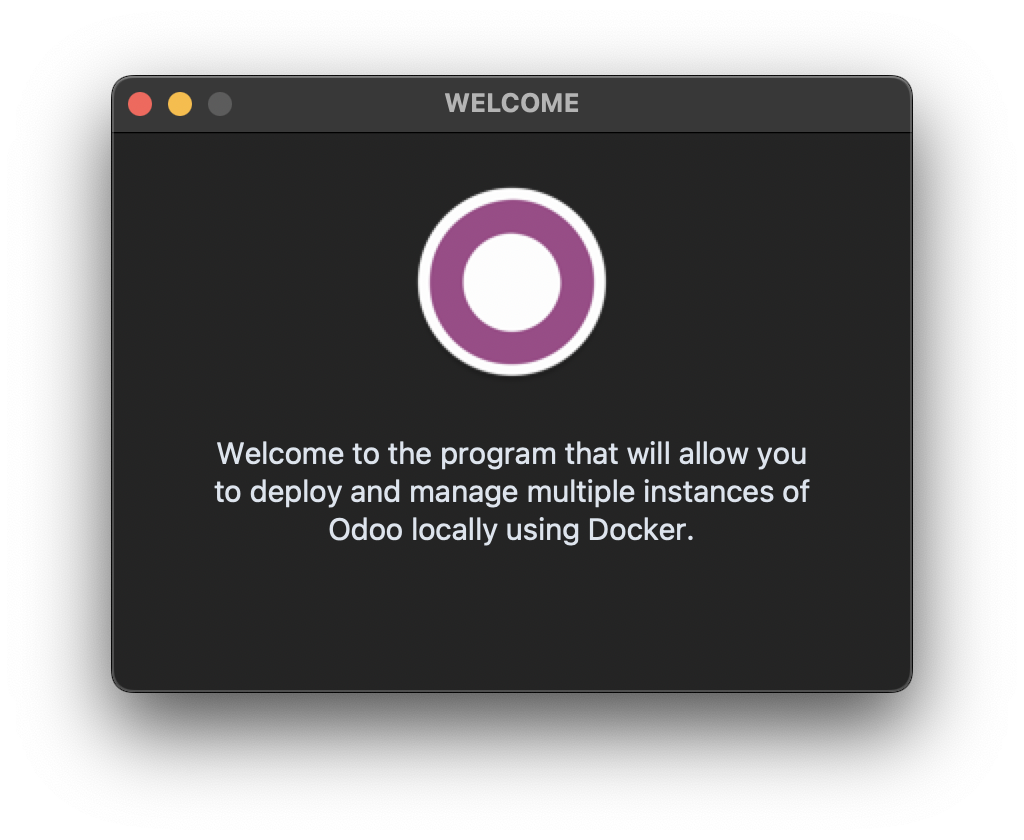 WELCOME
Welcome to the program that will allow you
to deploy and manage multiple instances of
Odoo locally using Docker.